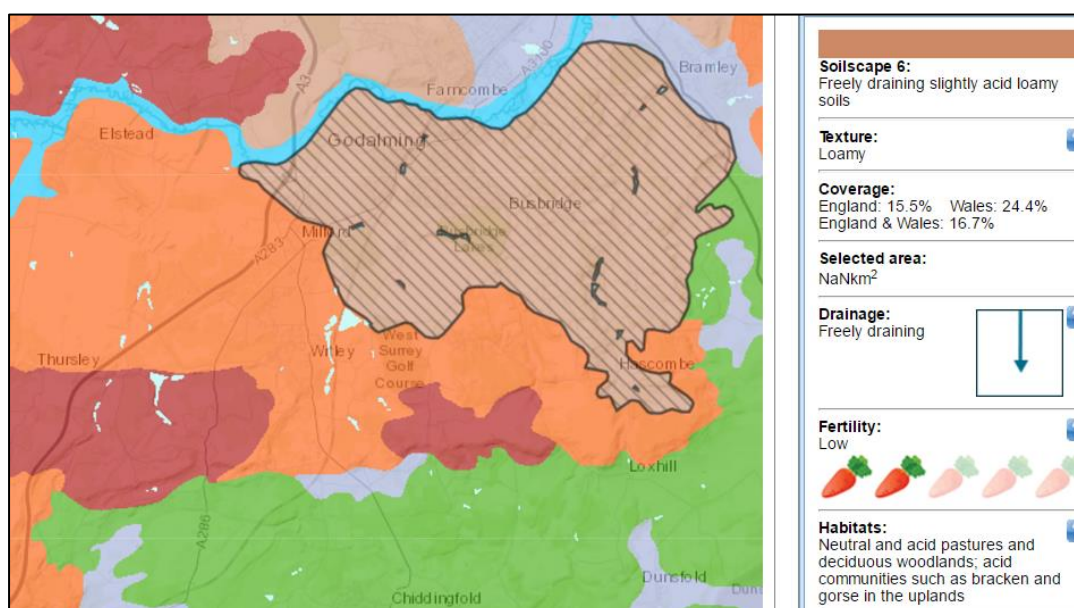 A3
A3100
Bramley
Farncombe
Elstead
Godalming
Busbridge
Milford
Busbridge
Lakes
A283
Thursley
Witley
West
Surrey
Golf
Course
Hascombe
Loxhill
A286
Dunsfold
Chiddingfold
Soilscape 6:
Freely draining slightly acid loamy
soils
Texture:
Loamy
Coverage:
England: 15.5% Wales: 24.4%
England & Wales: 16.7%
Selected area:
NaNkm²
Drainage:
Freely draining
Fertility:
Low
Habitats:
Neutral and acid pastures and
deciduous woodlands; acid
communities such as bracken and
gorse in the uplands